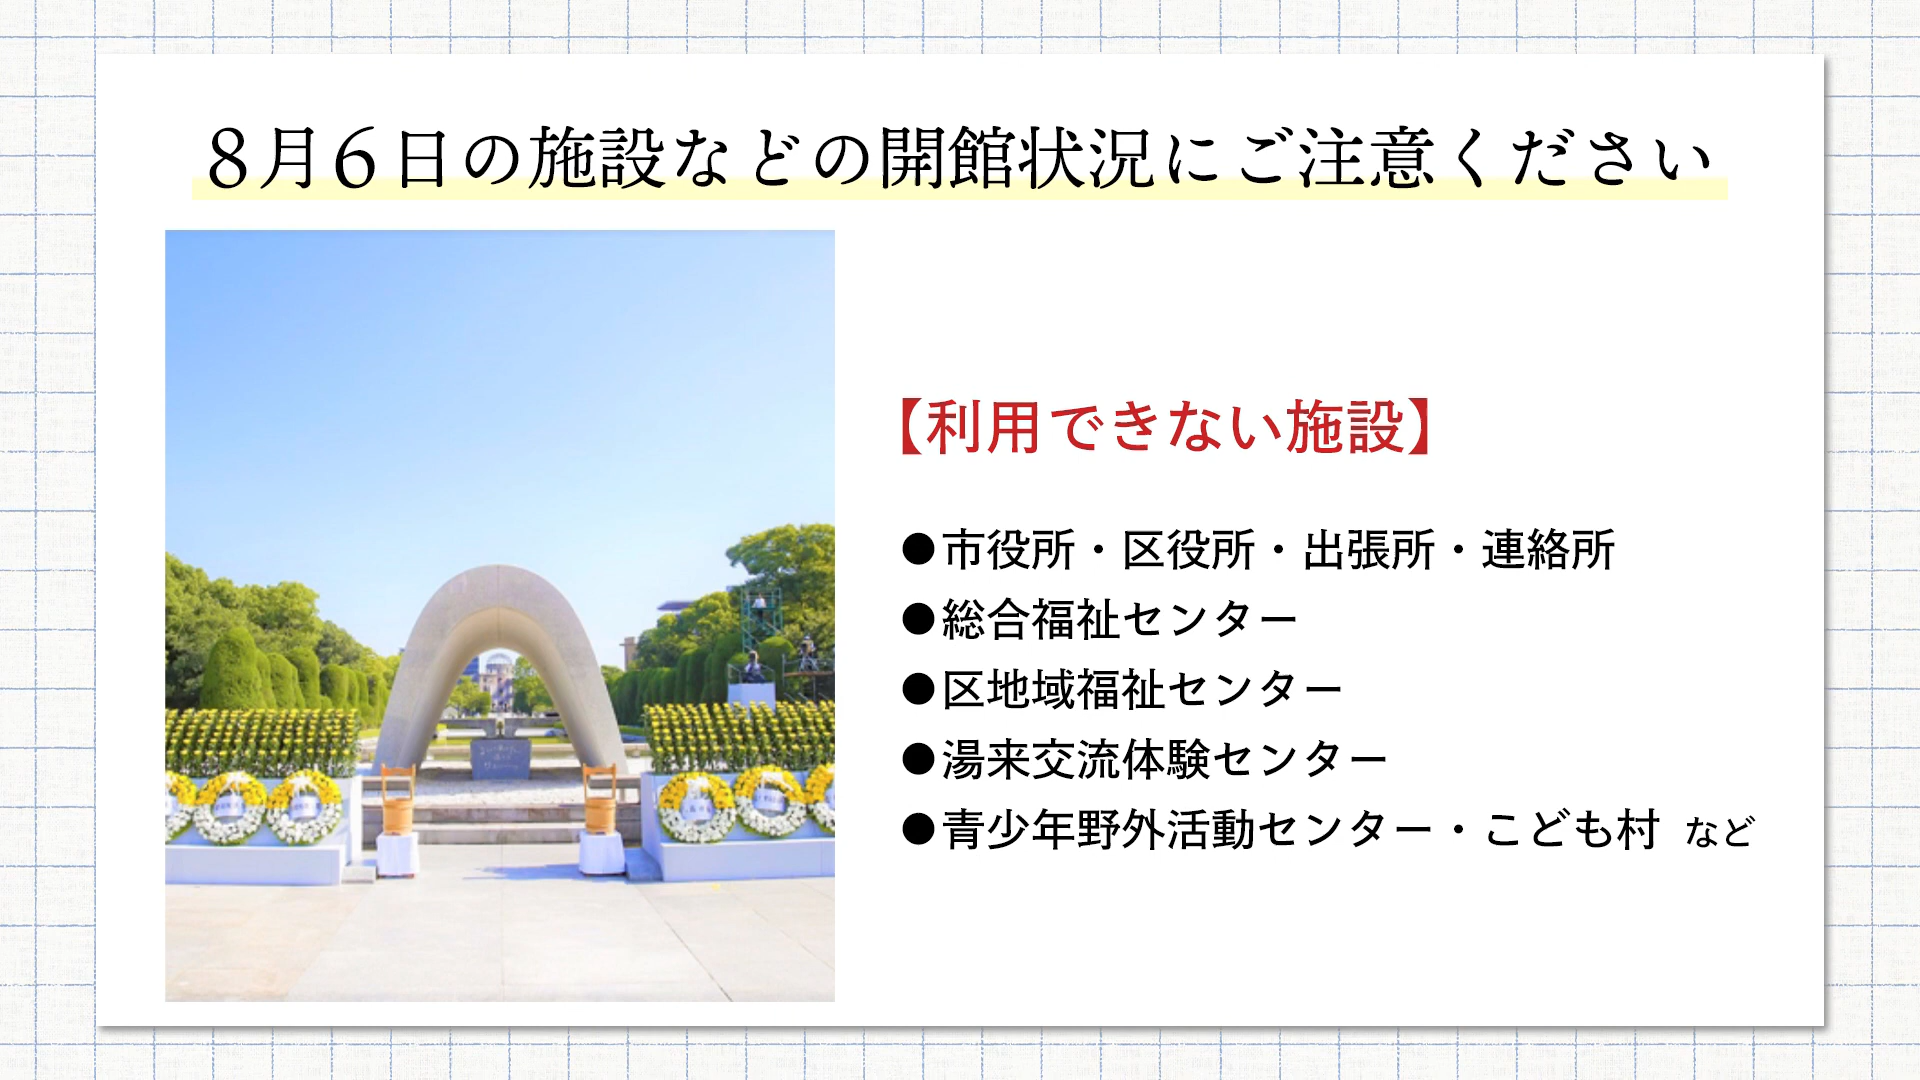 8月6日の施設などの開館状況にご注意ください
【利用できない施設】
●市役所・区役所・出張所・連絡所
●総合福祉センター
●区地域福祉センター
●湯来交流体験センター
●青少年野外活動センター・こども村 など